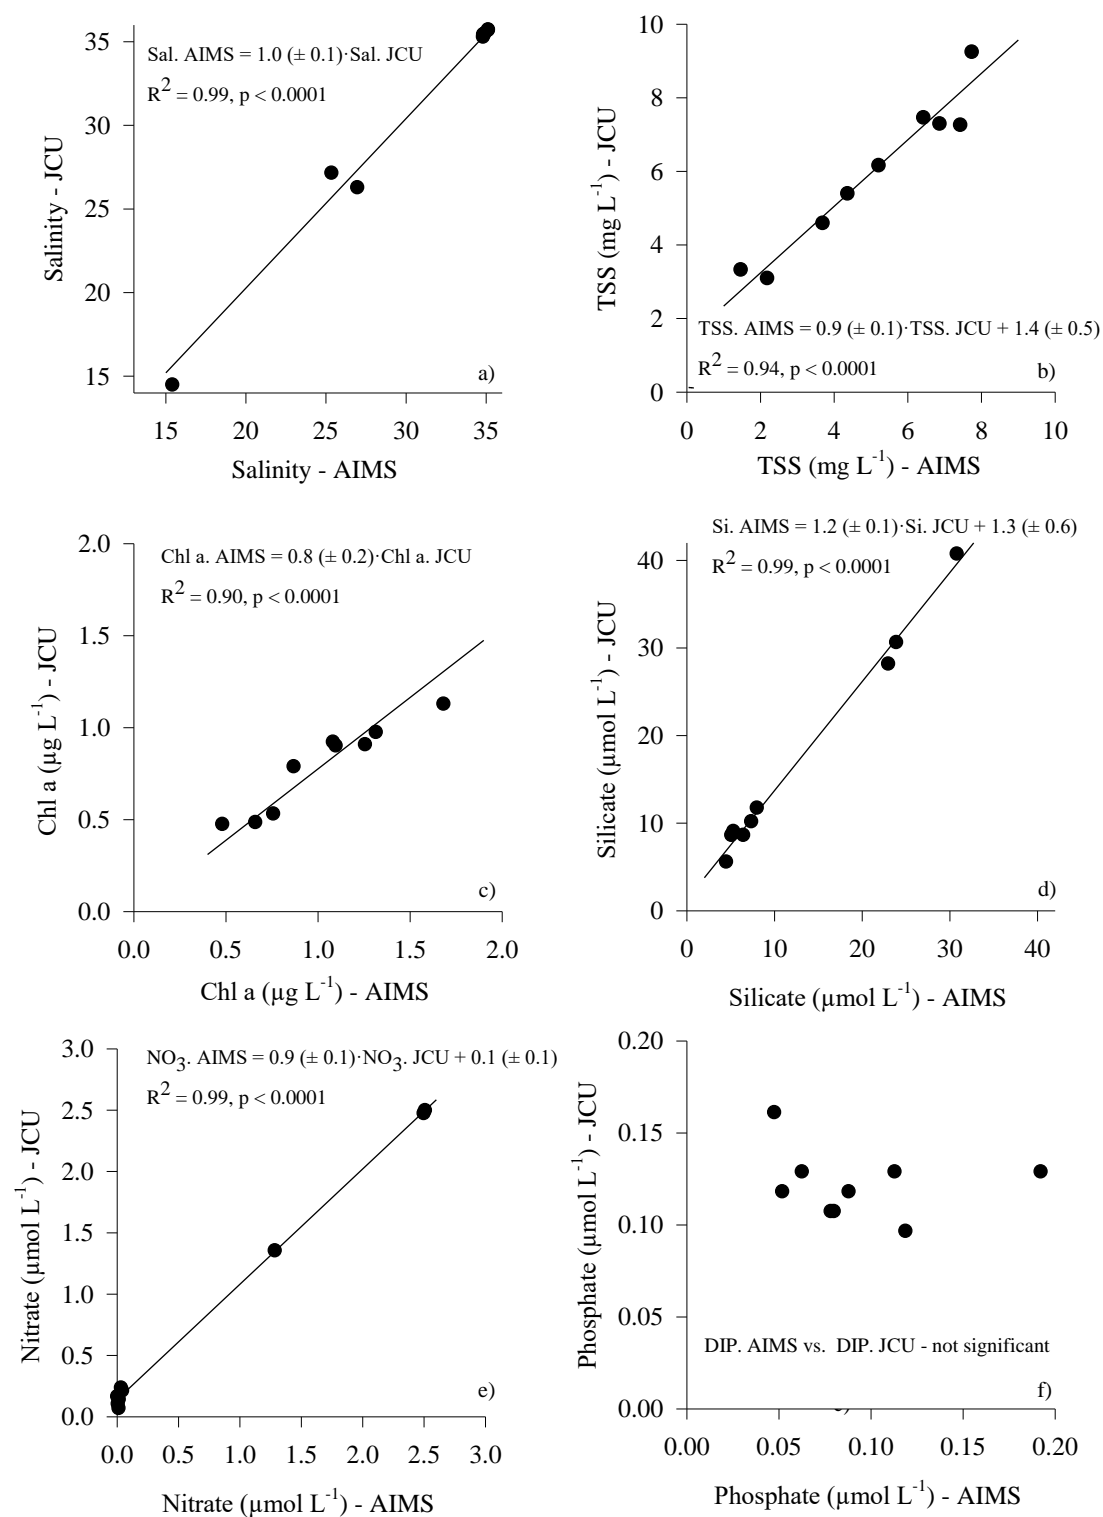 Sal. AIMS = 1.0 (± 0.1)·Sal. JCU
R² = 0.99, p < 0.0001
35
30
25
20
15
Salinity - JCU
a)
15 20 25 30 35
Salinity - AIMS
10
8
6
4
2
0
TSS (mg L⁻¹) - JCU
TSS. AIMS = 0.9 (± 0.1)·TSS. JCU + 1.4 (± 0.5)
R² = 0.94, p < 0.0001
b)
0 2 4 6 8 10
TSS (mg L⁻¹) - AIMS
Chl a. AIMS = 0.8 (± 0.2)·Chl a. JCU
R² = 0.90, p < 0.0001
2.0
1.5
1.0
0.5
0.0
Chl a (µg L⁻¹) - JCU
c)
0.0 0.5 1.0 1.5 2.0
Chl a (µg L⁻¹) - AIMS
Si. AIMS = 1.2 (± 0.1)·Si. JCU + 1.3 (± 0.6)
R² = 0.99, p < 0.0001
40
30
20
10
0
Silicate (µmol L⁻¹) - JCU
d)
0 10 20 30 40
Silicate (µmol L⁻¹) - AIMS
NO₃. AIMS = 0.9 (± 0.1)·NO₃. JCU + 0.1 (± 0.1)
R² = 0.99, p < 0.0001
3.0
2.5
2.0
1.5
1.0
0.5
0.0
Nitrate (µmol L⁻¹) - JCU
e)
0.0 0.5 1.0 1.5 2.0 2.5 3.0
Nitrate (µmol L⁻¹) - AIMS
0.20
0.15
0.10
0.05
0.00
Phosphate (µmol L⁻¹) - JCU
DIP. AIMS vs. DIP. JCU - not significant
f)
0.00 0.05 0.10 0.15 0.20
Phosphate (µmol L⁻¹) - AIMS